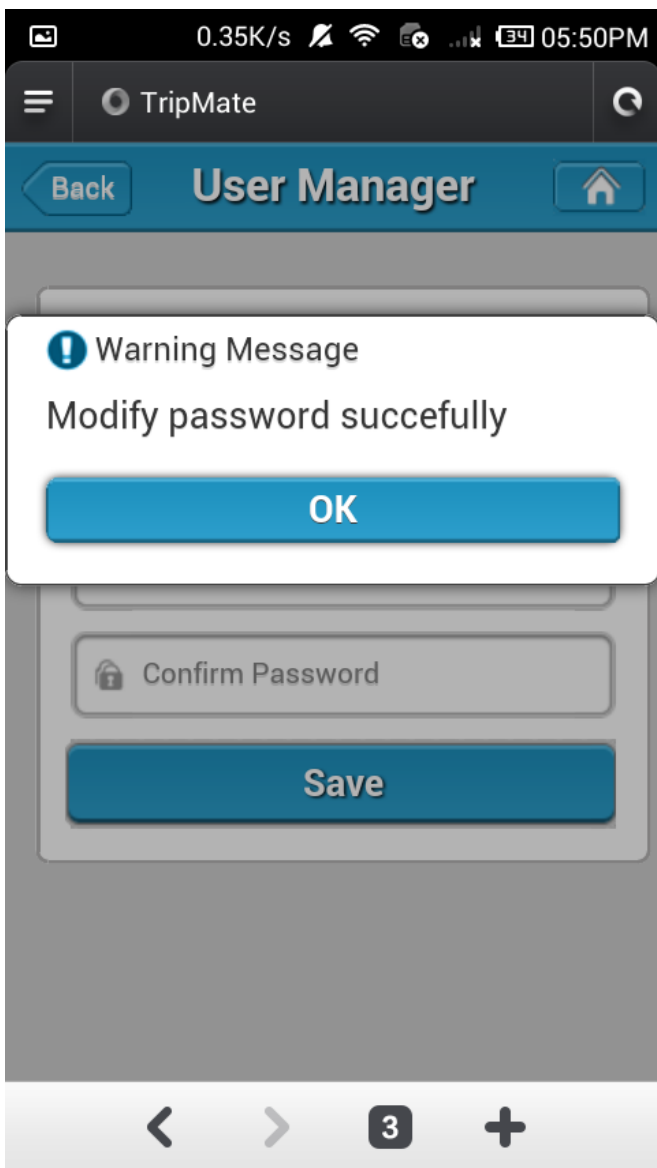 0.35K/s 34 05:50PM
TripMate
Back User Manager
Warning Message
Modify password succefully
OK
Confirm Password
Save
3